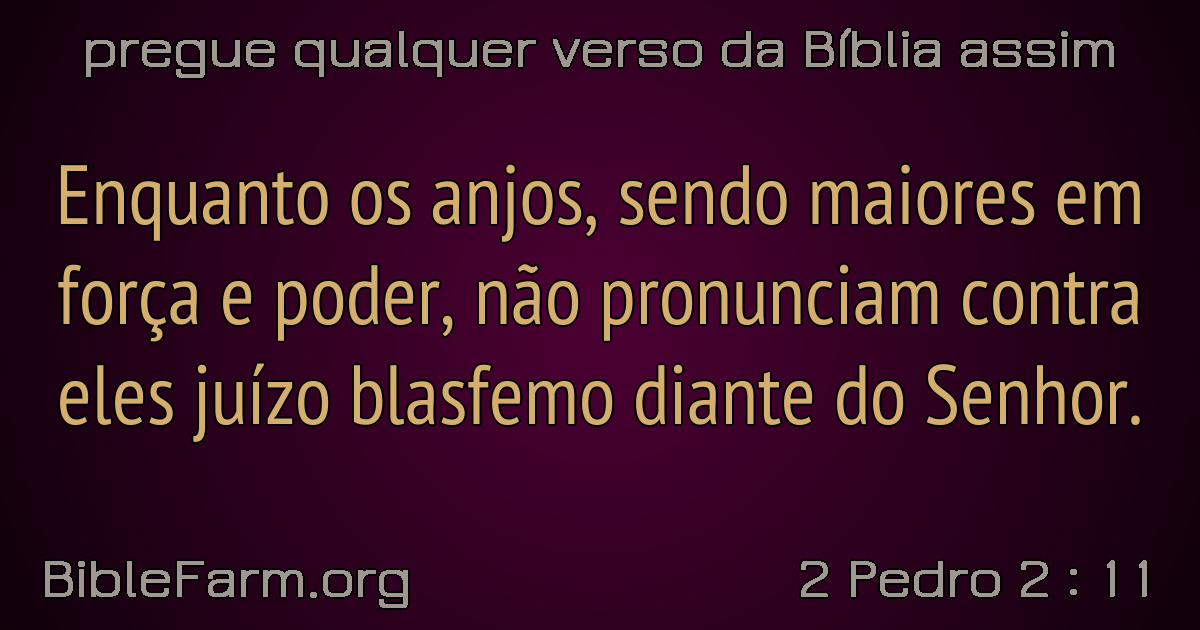 pregue qualquer verso da Bíblia assim
Enquanto os anjos, sendo maiores em
força e poder, não pronunciam contra
eles juízo blasfemo diante do Senhor.
BibleFarm.org
2 Pedro 2 : 11